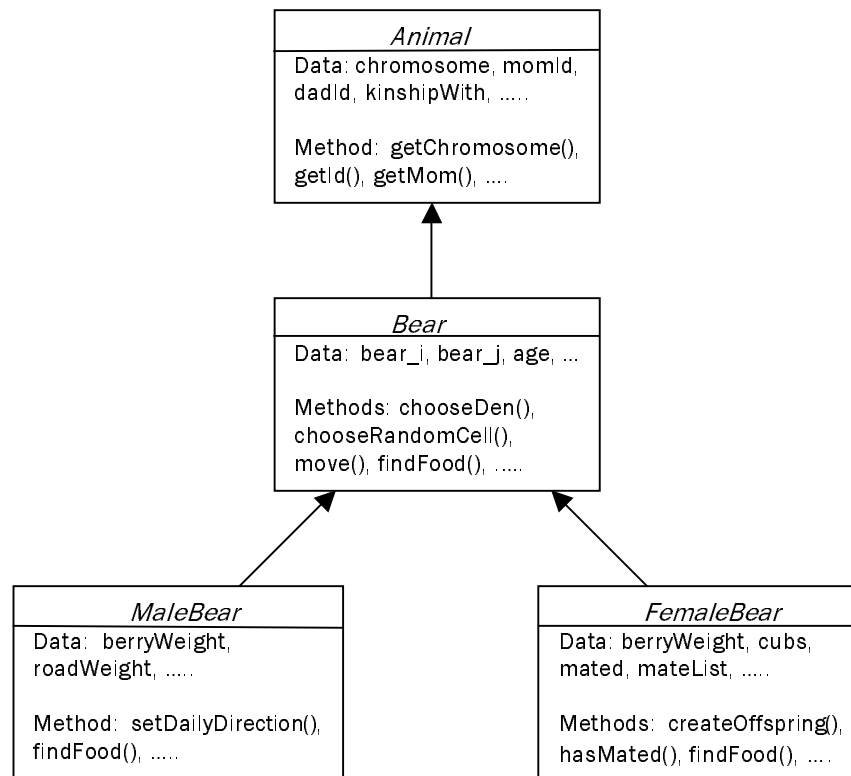 Animal
Data: chromosome, momId,
dadId, kinshipWith, .....
Method: getChromosome(),
getId(), getMom(), ....
Bear
Data: bear_i, bear_j, age, ...
Methods: chooseDen(),
chooseRandomCell(),
move(), findFood(), .....
MaleBear
Data: berryWeight,
roadWeight, .....
Method: setDailyDirection(),
findFood(), .....
FemaleBear
Data: berryWeight, cubs,
mated, mateList, .....
Methods: createOffspring(),
hasMated(), findFood(), ....